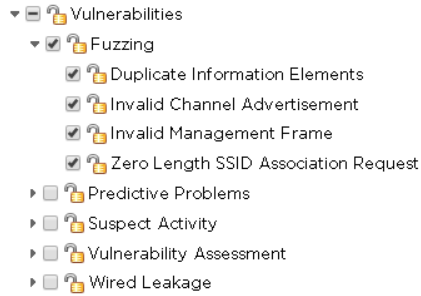 Vulnerabilities
Fuzzing
Duplicate Information Elements
Invalid Channel Advertisement
Invalid Management Frame
Zero Length SSID Association Request
Predictive Problems
Suspect Activity
Vulnerability Assessment
Wired Leakage